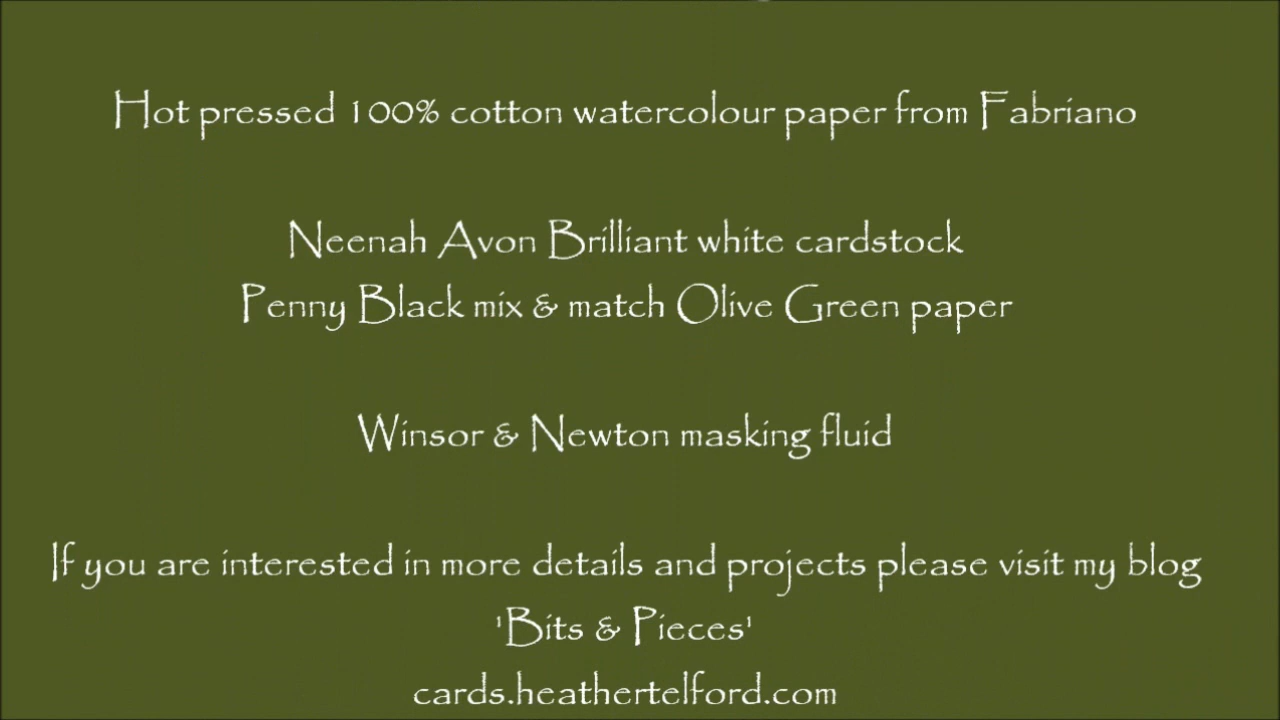 Hot pressed 100% cotton watercolour paper from Fabriano
Neenah Avon Brilliant white cardstock
Penny Black mix & match Olive Green paper
Winsor & Newton masking fluid
If you are interested in more details and projects please visit my blog
'Bits & Pieces'
cards.heathertelford.com